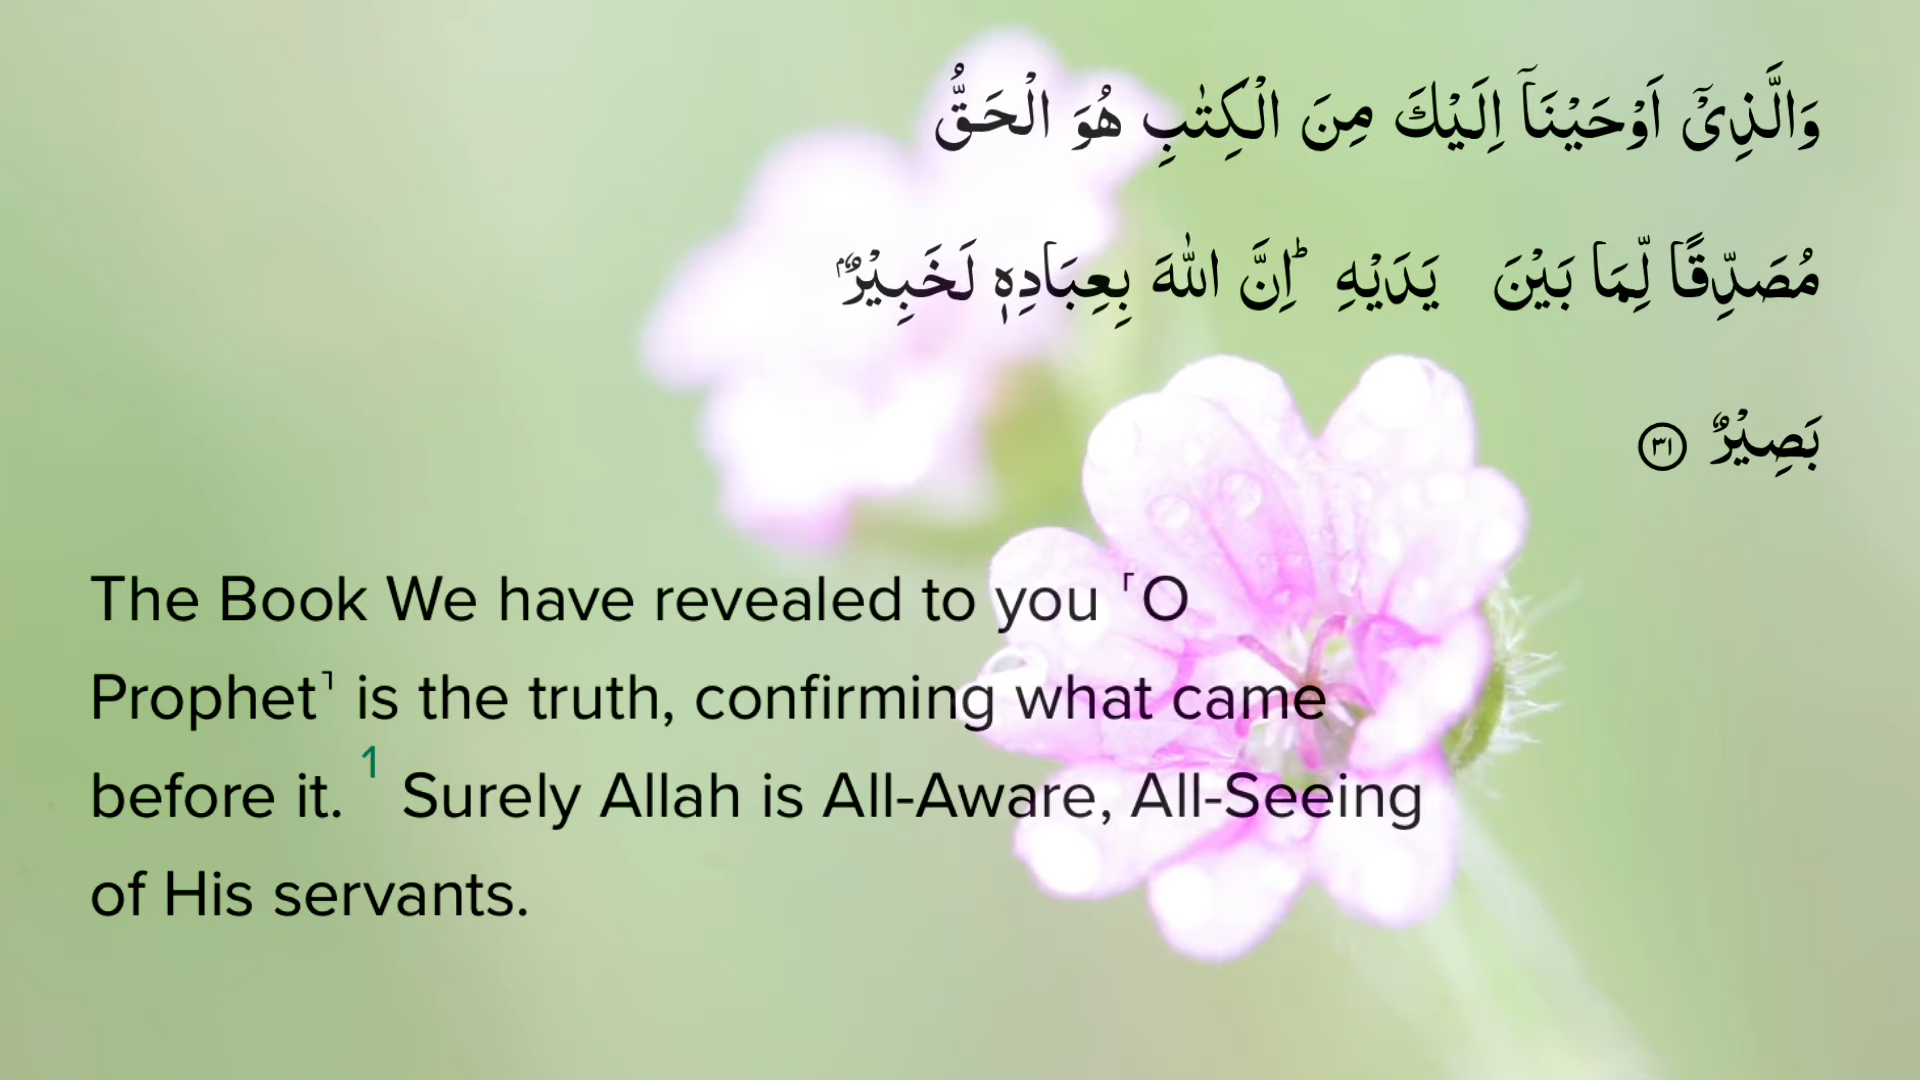 وَالَّذِیْۤ اَوْحَیْنَاۤ اِلَیْكَ مِنَ الْكِتٰبِ هُوَ الْحَقُّ
مُصَدِّقًا لِّمَا بَیْنَ یَدَیْهِ ؕ اِنَّ اللّٰهَ بِعِبَادِهٖ لَخَبِیْرٌۢ
بَصِیْرٌ ۟۳۱
The Book We have revealed to you ˹O
Prophet˺ is the truth, confirming what came
before it. 1 Surely Allah is All-Aware, All-Seeing
of His servants.